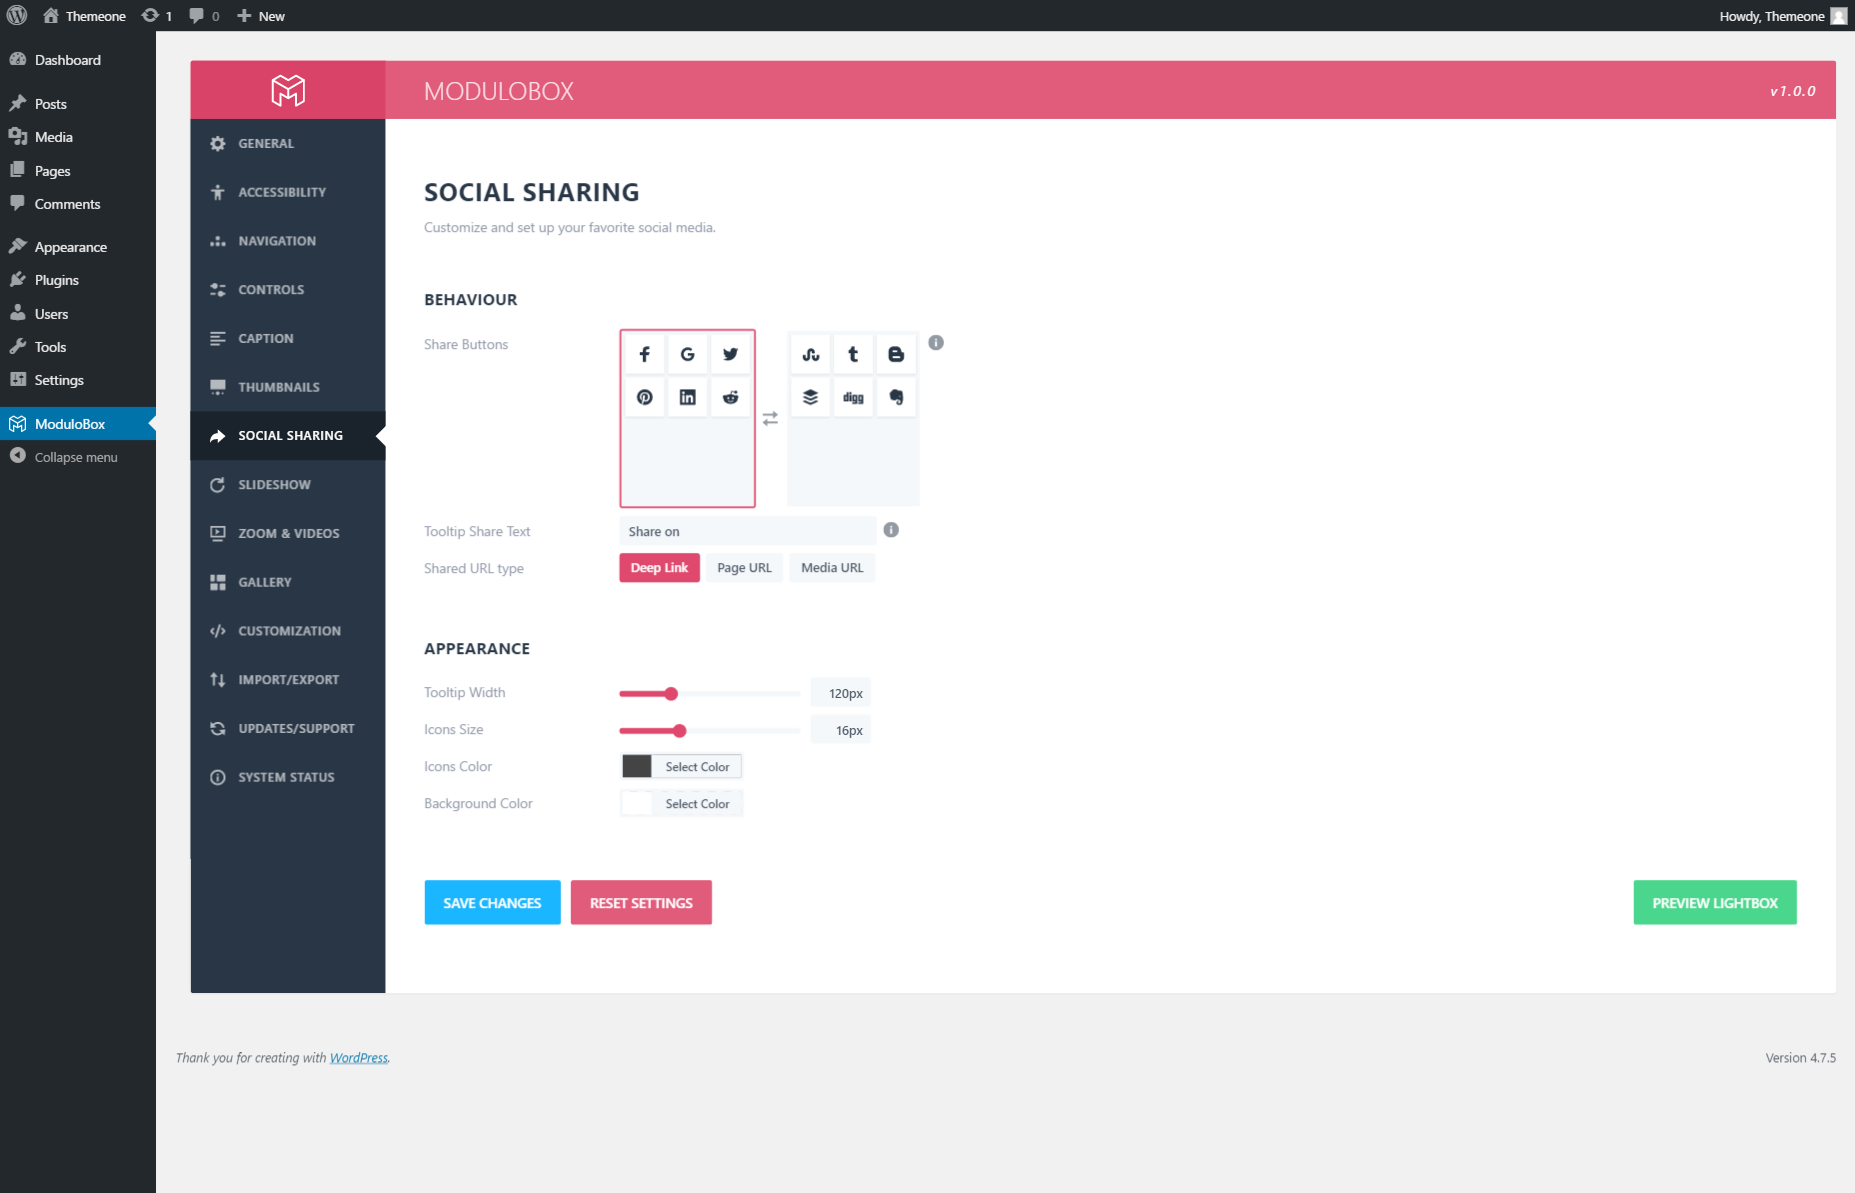 Themeone 1 0 New Howdy, Themeone
Dashboard
Posts
Media
Pages
Comments
Appearance
Plugins
Users
Tools
Settings
ModuloBox
Collapse menu
MODULOBOX
v1.0.0
GENERAL
ACCESSIBILITY
NAVIGATION
CONTROLS
CAPTION
THUMBNAILS
SOCIAL SHARING
SLIDESHOW
ZOOM & VIDEOS
GALLERY
CUSTOMIZATION
IMPORT/EXPORT
UPDATES/SUPPORT
SYSTEM STATUS
SOCIAL SHARING
Customize and set up your favorite social media.
BEHAVIOUR
Share Buttons
digg
Tooltip Share Text Share on
Shared URL type Deep Link Page URL Media URL
APPEARANCE
Tooltip Width 120px
Icons Size 16px
Icons Color Select Color
Background Color Select Color
SAVE CHANGES RESET SETTINGS PREVIEW LIGHTBOX
Thank you for creating with WordPress. Version 4.7.5